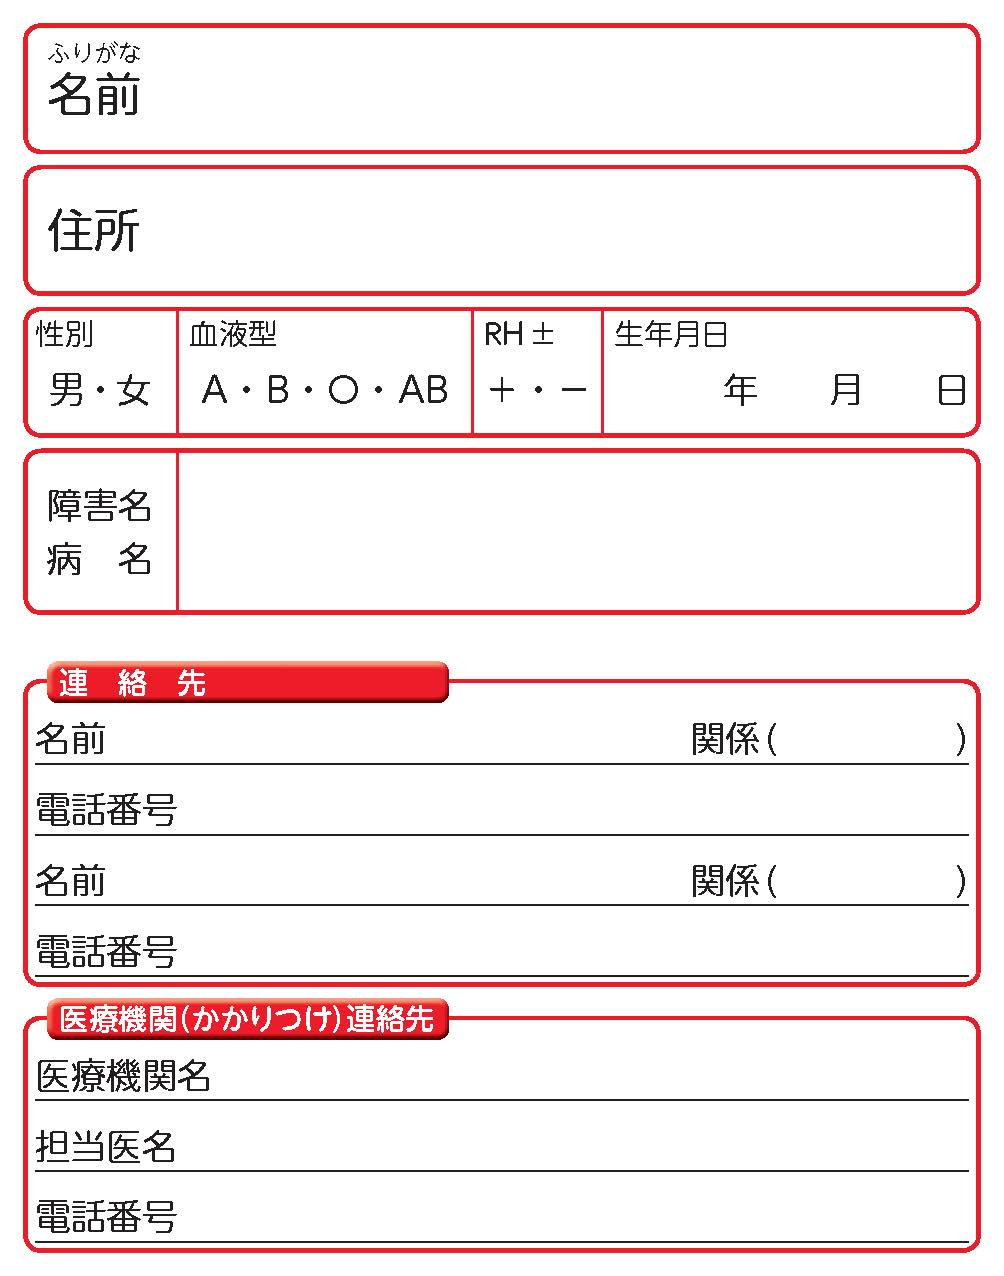 ふりがな
名前
住所
性別 血液型 RH ± 生年月日
男・女 A・B・O・AB ＋・－ 年 月 日
障害名
病 名
連 絡 先
名前 関係( )
電話番号
名前 関係( )
電話番号
医療機関(かかりつけ)連絡先
医療機関名
担当医名
電話番号